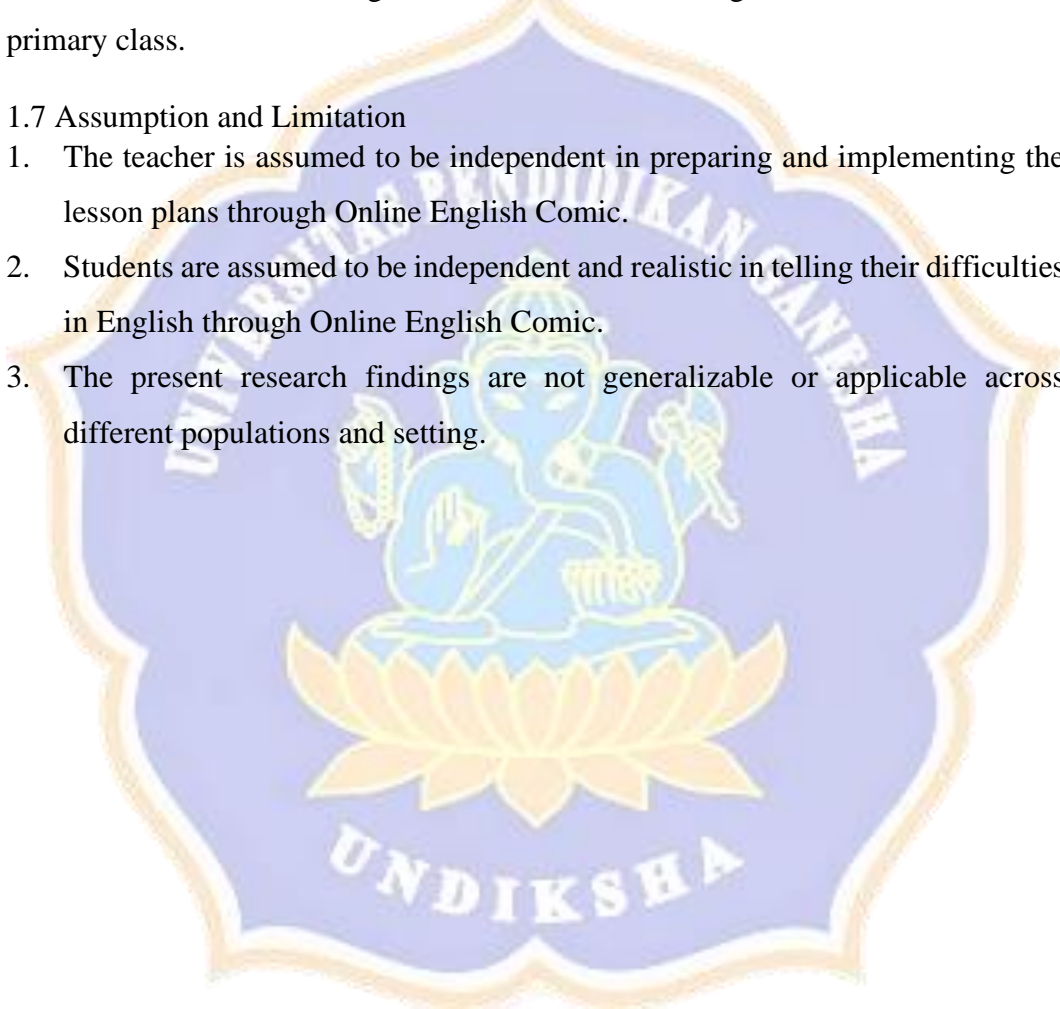 primary class.
1.7 Assumption and Limitation
1. The teacher is assumed to be independent in preparing and implementing the
lesson plans through Online English Comic.
2. Students are assumed to be independent and realistic in telling their difficulties
in English through Online English Comic.
3. The present research findings are not generalizable or applicable across
different populations and setting.
UNIVERSITAS PENDIDIKAN GANESHA
UNDIKSHA